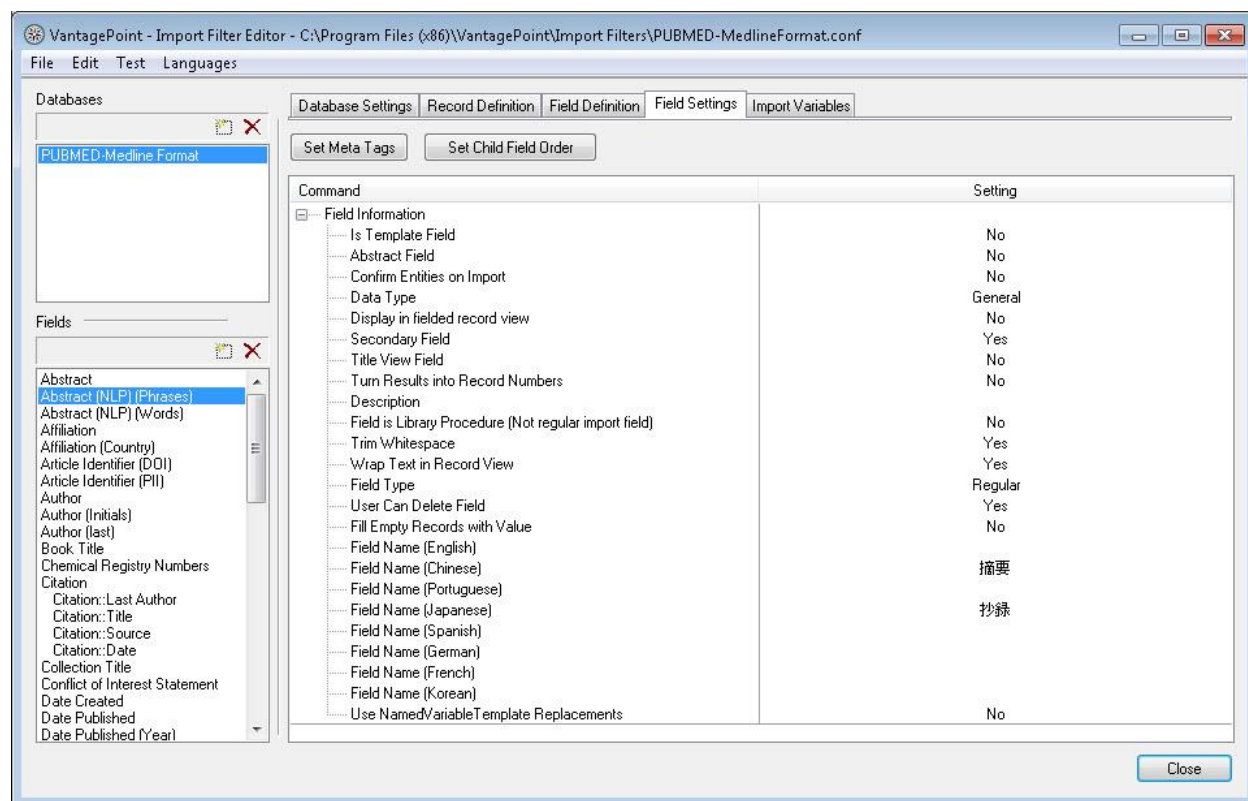 VantagePoint - Import Filter Editor - C:\Program Files (x86)\VantagePoint\Import Filters\PUBMED-MedlineFormat.conf
File Edit Test Languages
Databases
PUBMED-Medline Format
Fields
Abstract
Abstract (NLP) (Phrases)
Abstract (NLP) (Words)
Affiliation
Affiliation (Country)
Article Identifier (DOI)
Article Identifier (PII)
Author
Author (Initials)
Author (last)
Book Title
Chemical Registry Numbers
Citation
Citation::Last Author
Citation::Title
Citation::Source
Citation::Date
Collection Title
Conflict of Interest Statement
Date Created
Date Published
Date Published (Year)
Database Settings Record Definition Field Definition Field Settings Import Variables
Set Meta Tags Set Child Field Order
Command Setting
Field Information
Is Template Field No
Abstract Field No
Confirm Entities on Import No
Data Type General
Display in fielded record view No
Secondary Field Yes
Title View Field No
Turn Results into Record Numbers No
Description
Field is Library Procedure (Not regular import field) No
Trim Whitespace Yes
Wrap Text in Record View Yes
Field Type Regular
User Can Delete Field Yes
Fill Empty Records with Value No
Field Name (English)
Field Name (Chinese) 摘要
Field Name (Portuguese)
Field Name (Japanese) 抄録
Field Name (Spanish)
Field Name (German)
Field Name (French)
Field Name (Korean)
Use NamedVariableTemplate Replacements No
Close